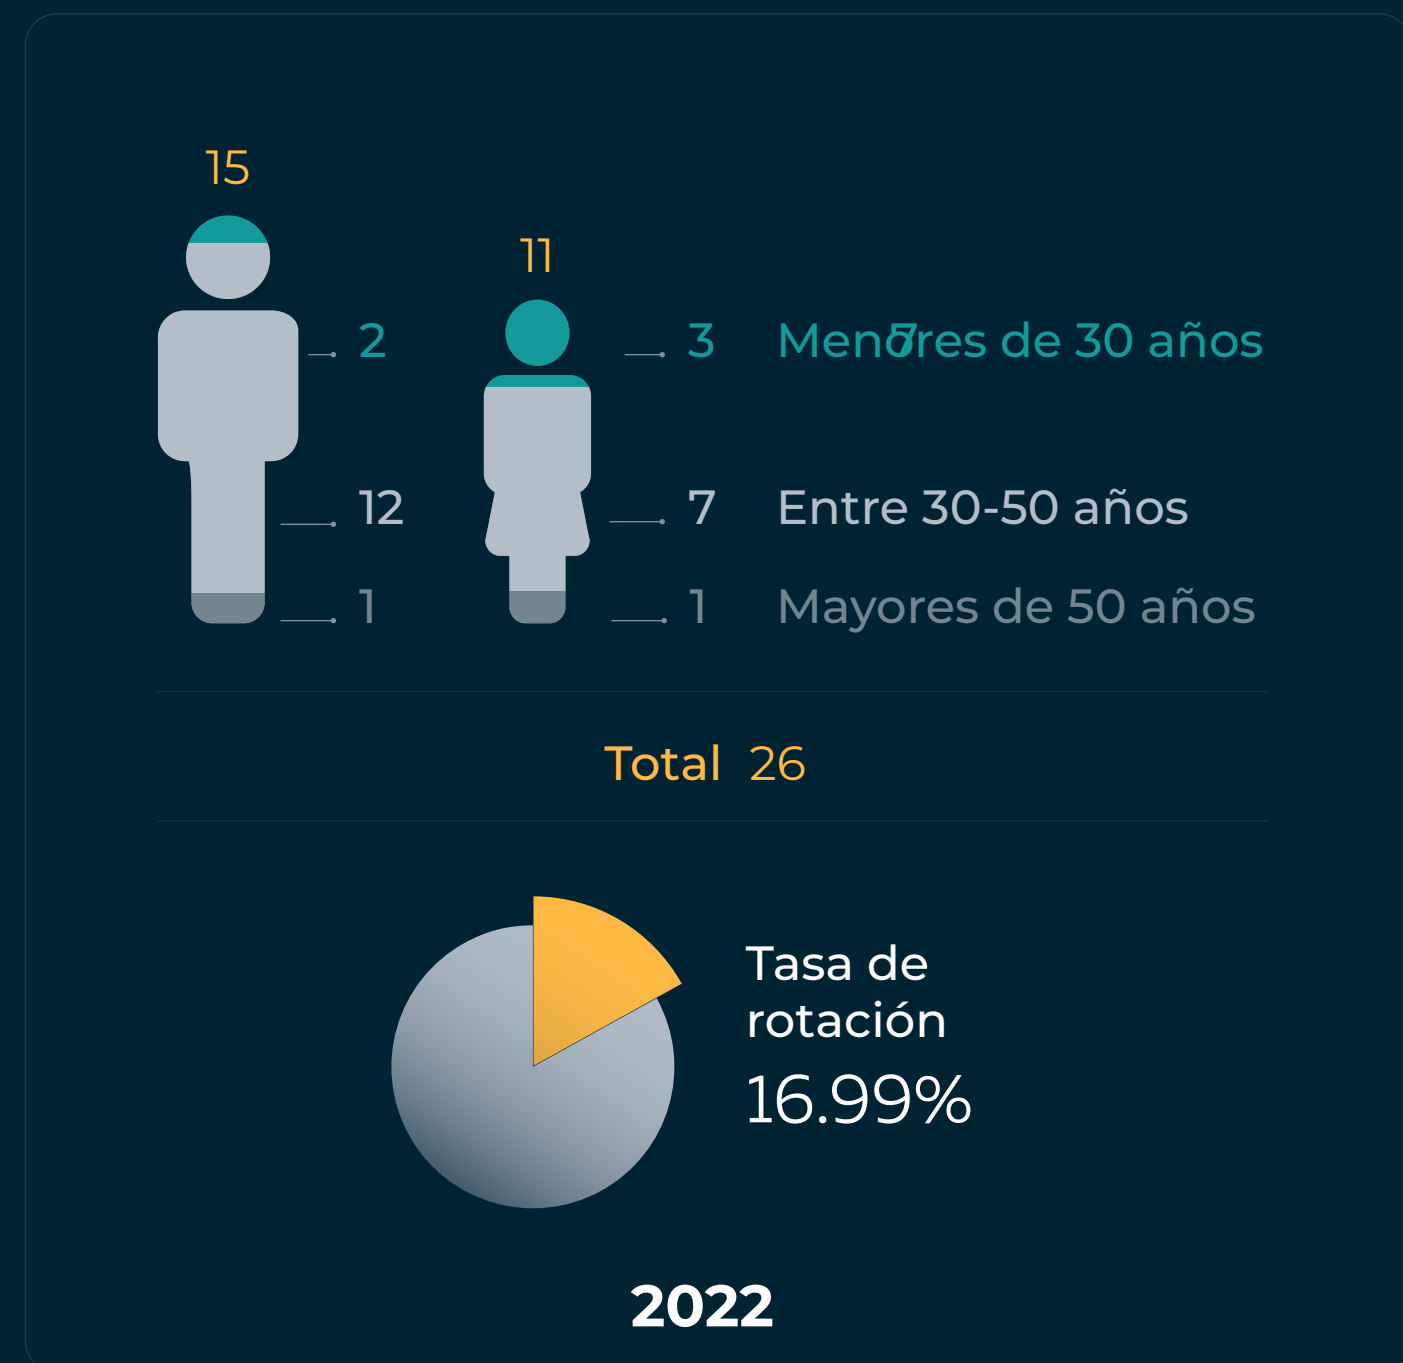 15
11
2 3 Menores de 30 años
7
12 7 Entre 30-50 años
1 1 Mayores de 50 años
Total 26
Tasa de
rotación
16.99%
2022